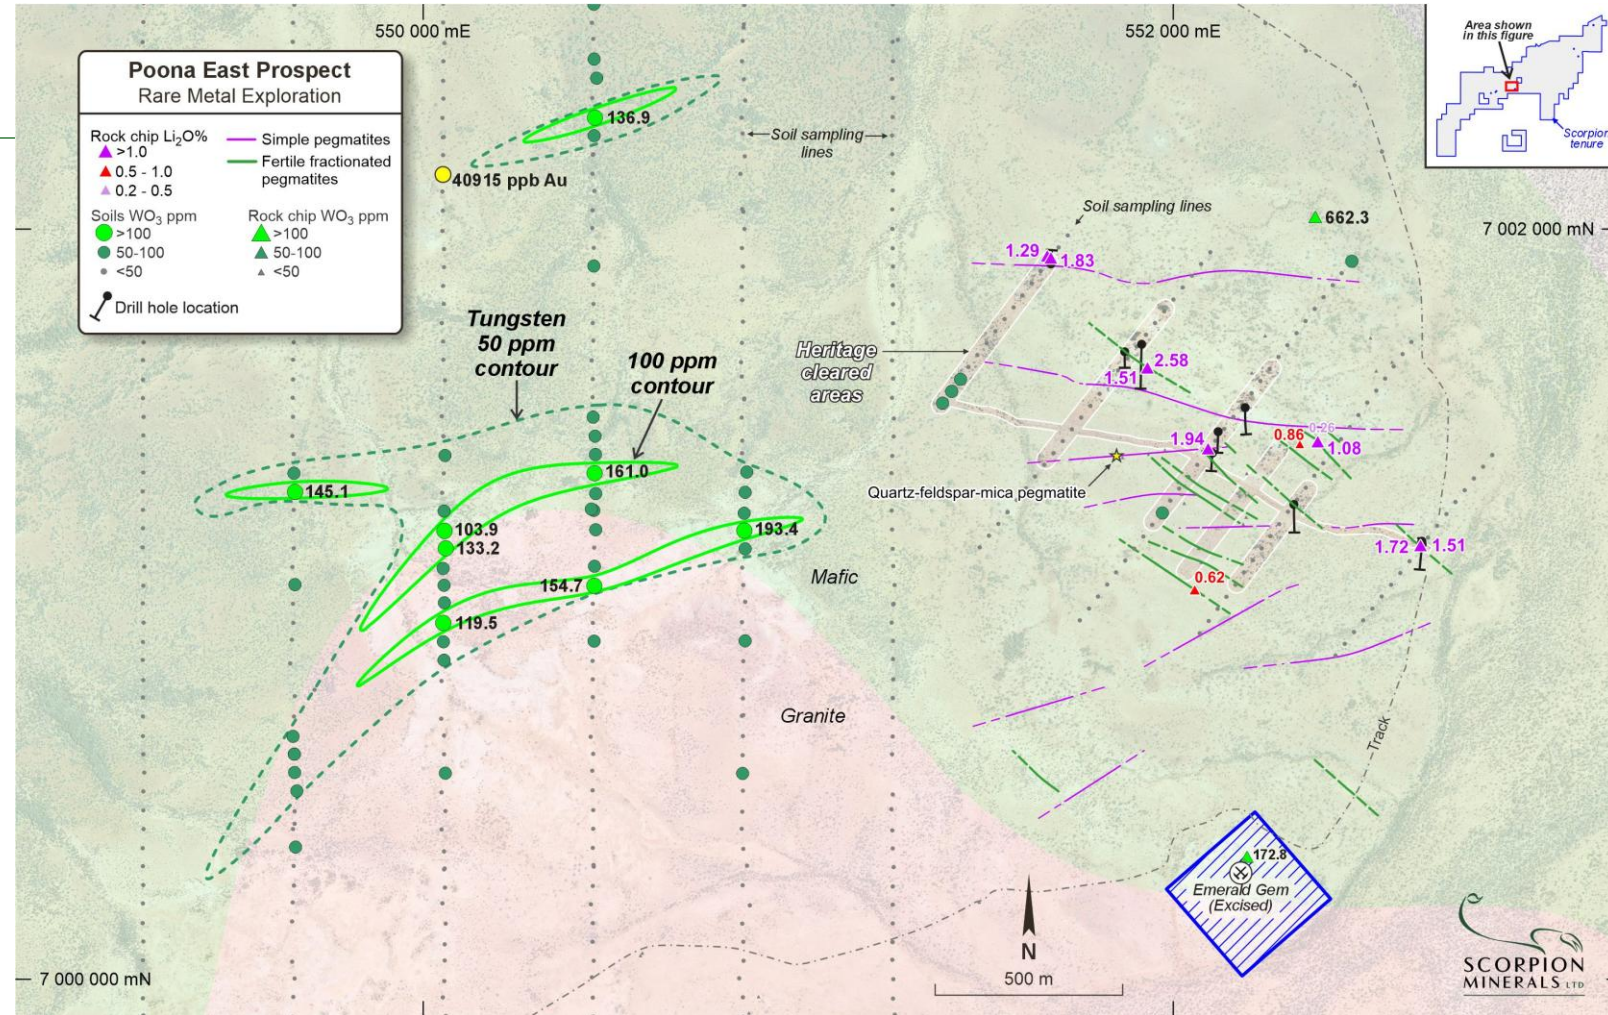 550 000 mE
552 000 mE
Area shown
in this figure
Scorpion
tenure
Poona East Prospect
Rare Metal Exploration
Rock chip Li2O%
>1.0
0.5 - 1.0
0.2 - 0.5
Simple pegmatites
Fertile fractionated
pegmatites
Soils WO3 ppm
>100
50-100
<50
Rock chip WO3 ppm
>100
50-100
<50
Drill hole location
136.9
Soil sampling
lines
40915 ppb Au
Soil sampling lines
662.3
7 002 000 mN
1.29
1.83
Tungsten
50 ppm
contour
100 ppm
contour
Heritage
cleared
areas
2.58
1.51
0.26
0.86
1.08
1.94
161.0
145.1
Quartz-feldspar-mica pegmatite
103.9
133.2
193.4
1.72
1.51
154.7
Mafic
0.62
119.5
Granite
Track
172.8
Emerald Gem
(Excised)
N
500 m
7 000 000 mN
SCORPION
MINERALS LTD